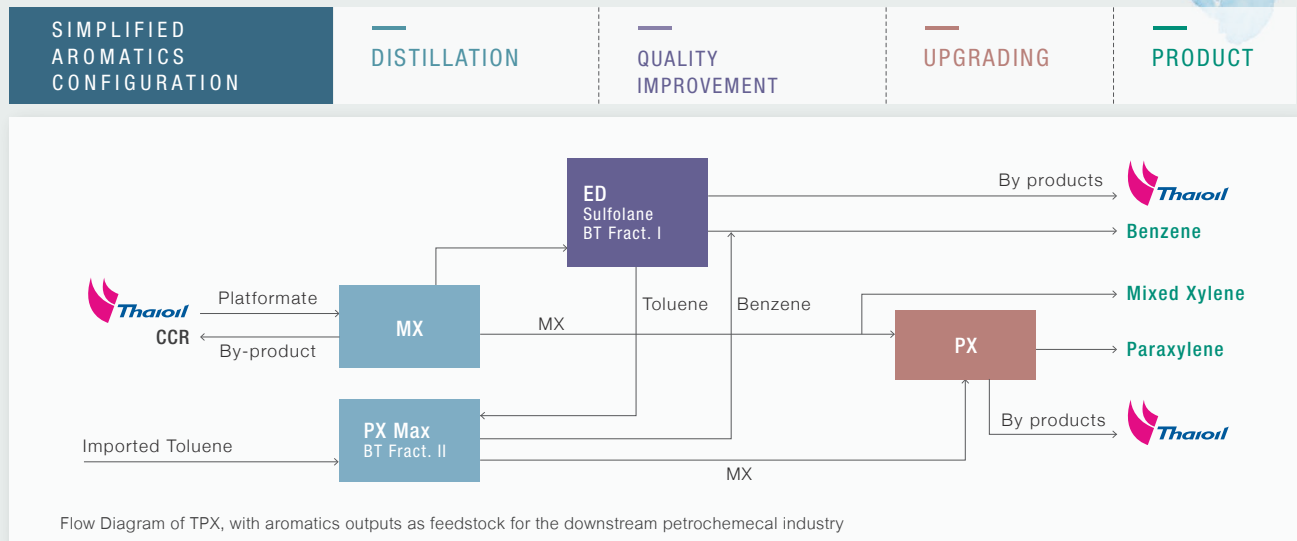 SIMPLIFIED
AROMATICS
CONFIGURATION
DISTILLATION
QUALITY
IMPROVEMENT
UPGRADING
PRODUCT
ED
Sulfolane
BT Fract. I
By products
Thaioil
Benzene
Thaioil
CCR
Platformate
By-product
MX
Toluene
Benzene
MX
Mixed Xylene
PX
Paraxylene
PX Max
BT Fract. II
Imported Toluene
MX
By products
Thaioil
Flow Diagram of TPX, with aromatics outputs as feedstock for the downstream petrochemecal industry